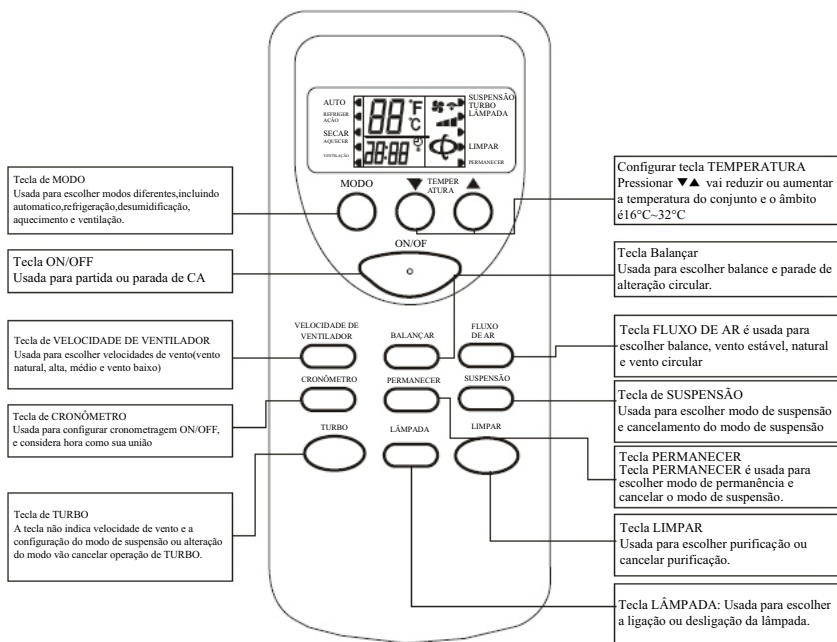 AUTO
REFRIGER
AÇÃO
SECAR
AQUECER
VENTILAÇÃO
88 °F
°C
88:88
SUSPENSÃO
TURBO
LÂMPADA
LIMPAR
PERMANECER
MODO
▼ TEMPER ▲
ATURA
ON/OF
VELOCIDADE DE
VENTILADOR
BALANÇAR
FLUXO
DE AR
CRONÔMETRO
PERMANECER
SUSPENSÃO
TURBO
LÂMPADA
LIMPAR
Tecla de MODO
Usada para escolher modos diferentes,incluindo
automatico,refrigeração,desumidificação,
aquecimento e ventilação.
Tecla ON/OFF
Usada para partida ou parada de CA
Tecla de VELOCIDADE DE VENTILADOR
Usada para escolher velocidades de vento(vento
natural, alta, médio e vento baixo)
Tecla de CRONÔMETRO
Usada para configurar cronometragem ON/OFF,
e considera hora como sua união
Tecla de TURBO
A tecla não indica velocidade de vento e a
configuração do modo de suspensão ou alteração
do modo vão cancelar operação de TURBO.
Configurar tecla TEMPERATURA
Pressionar ▼▲ vai reduzir ou aumentar
a temperatura do conjunto e o âmbito
é16°C~32°C
Tecla Balançar
Usada para escolher balance e parade de
alteração circular.
Tecla FLUXO DE AR é usada para
escolher balance, vento estável, natural
e vento circular
Tecla de SUSPENSÃO
Usada para escolher modo de suspensão
e cancelamento do modo de suspensão
Tecla PERMANECER
Tecla PERMANECER é usada para
escolher modo de permanência e
cancelar o modo de suspensão.
Tecla LIMPAR
Usada para escolher purificação ou
cancelar purificação.
Tecla LÂMPADA: Usada para escolher
a ligação ou desligação da lâmpada.